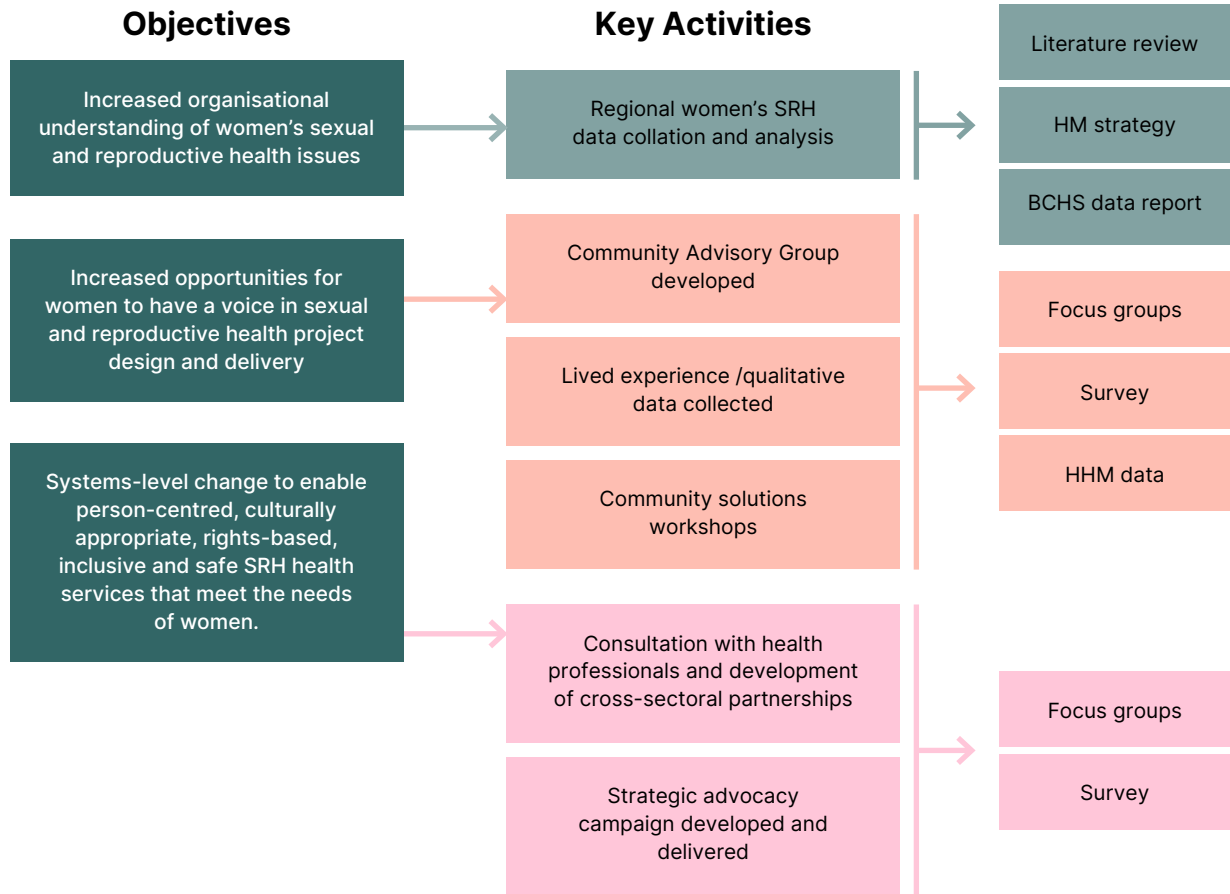 Objectives
Key Activities
Increased organisational
understanding of women’s sexual
and reproductive health issues
Regional women’s SRH
data collation and analysis
Literature review
HM strategy
BCHS data report
Increased opportunities for
women to have a voice in sexual
and reproductive health project
design and delivery
Community Advisory Group
developed
Lived experience /qualitative
data collected
Community solutions
workshops
Focus groups
Survey
HHM data
Systems-level change to enable
person-centred, culturally
appropriate, rights-based,
inclusive and safe SRH health
services that meet the needs
of women.
Consultation with health
professionals and development
of cross-sectoral partnerships
Strategic advocacy
campaign developed and
delivered
Focus groups
Survey